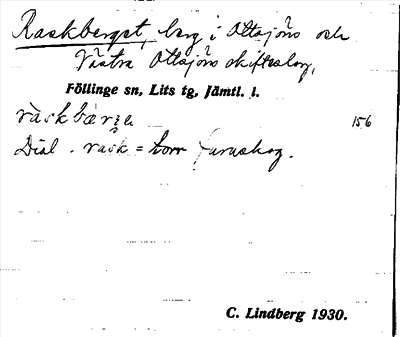 Raskberget, berg i Ottsjöns och
Västra Ottsjöns skifteslag,
Föllinge sn, Lits tg, Jämtl. l.
raskbærʒe 156
Dial. rask = torr furuskog.
C. Lindberg 1930.